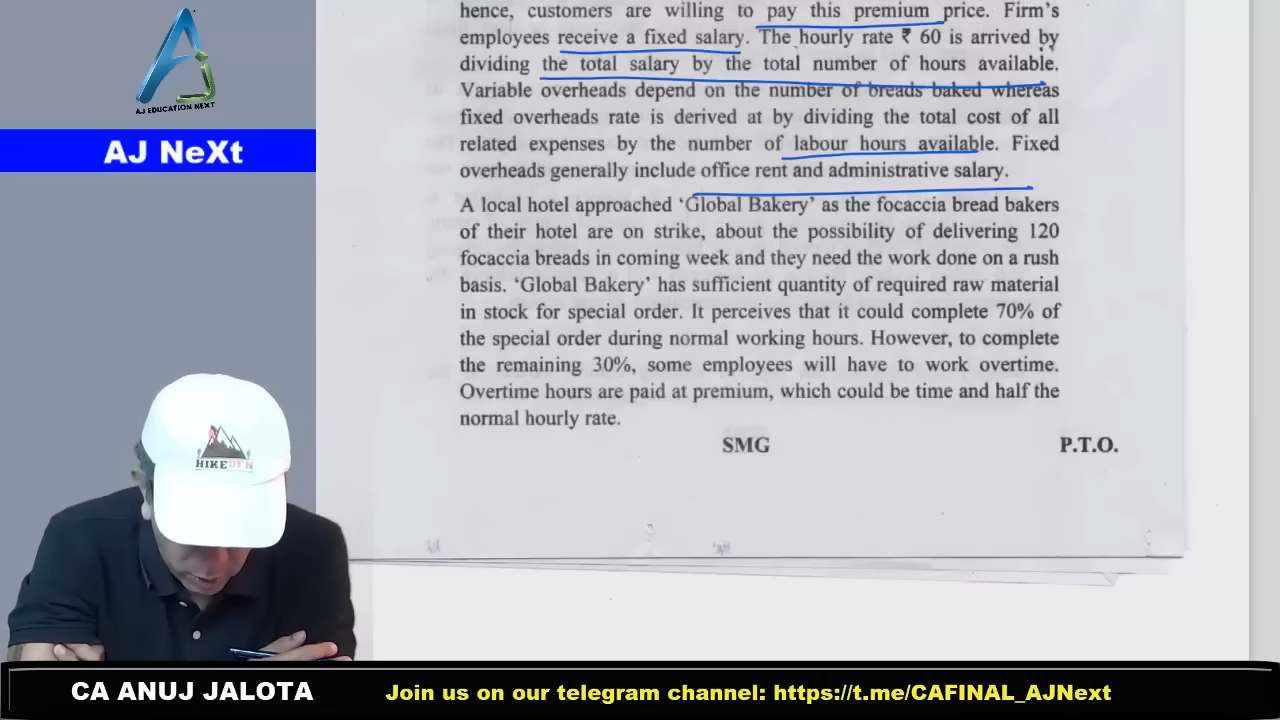 hence, customers are willing to pay this premium price. Firm's
employees receive a fixed salary. The hourly rate ₹ 60 is arrived by
dividing the total salary by the total number of hours available.
Variable overheads depend on the number of breads baked whereas
fixed overheads rate is derived at by dividing the total cost of all
related expenses by the number of labour hours available. Fixed
overheads generally include office rent and administrative salary.
A local hotel approached 'Global Bakery' as the focaccia bread bakers
of their hotel are on strike, about the possibility of delivering 120
focaccia breads in coming week and they need the work done on a rush
basis. 'Global Bakery' has sufficient quantity of required raw material
in stock for special order. It perceives that it could complete 70% of
the special order during normal working hours. However, to complete
the remaining 30%, some employees will have to work overtime.
Overtime hours are paid at premium, which could be time and half the
normal hourly rate.
SMG P.T.O.
AJ EDUCATION NEXT
AJ NeXt
HIKEDEN
CA ANUJ JALOTA Join us on our telegram channel: https://t.me/CAFINAL_AJNext